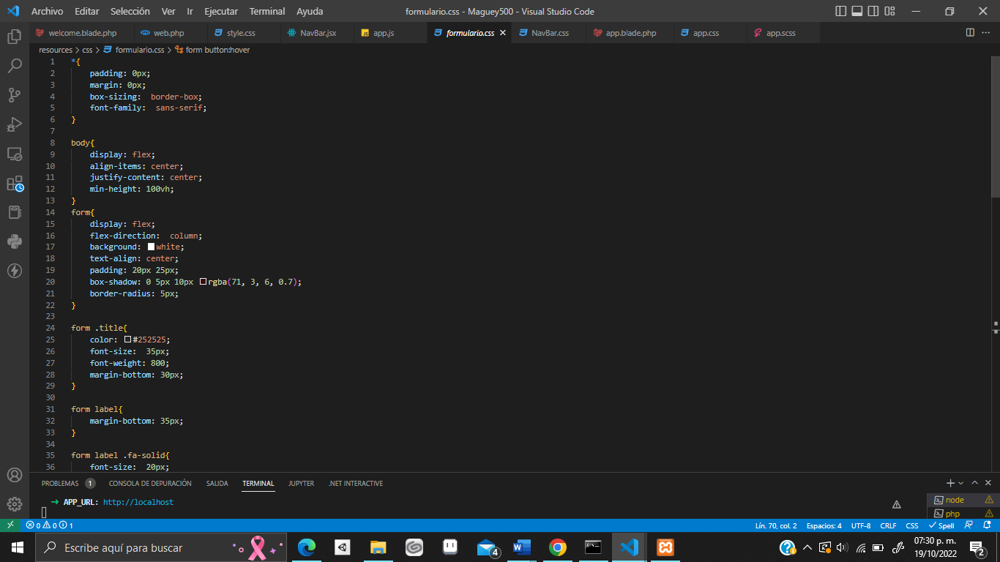 Archivo Editar Selección Ver Ir Ejecutar Terminal Ayuda formulario.css - Maguey500 - Visual Studio Code
welcome.blade.php web.php style.css NavBar.jsx JS app.js formulario.css NavBar.css app.blade.php app.css app.scss
resources > css > formulario.css > form button:hover
1 *{
2 padding: 0px;
3 margin: 0px;
4 box-sizing: border-box;
5 font-family: sans-serif;
6 }
7
8 body{
9 display: flex;
10 align-items: center;
11 justify-content: center;
12 min-height: 100vh;
13 }
14 form{
15 display: flex;
16 flex-direction: column;
17 background: white;
18 text-align: center;
19 padding: 20px 25px;
20 box-shadow: 0 5px 10px rgba(71, 3, 6, 0.7);
21 border-radius: 5px;
22 }
23
24 form .title{
25 color: #252525;
26 font-size: 35px;
27 font-weight: 800;
28 margin-bottom: 30px;
29 }
30
31 form label{
32 margin-bottom: 35px;
33 }
34
35 form label .fa-solid{
36 font-size: 20px;
PROBLEMAS 1 CONSOLA DE DEPURACIÓN SALIDA TERMINAL JUPYTER .NET INTERACTIVE
→ APP_URL: http://localhost
node
php
0 0 1 Lín. 70, col. 2 Espacios: 4 UTF-8 CRLF CSS Spell
Escribe aquí para buscar 4 07:30 p. m.
19/10/2022 2